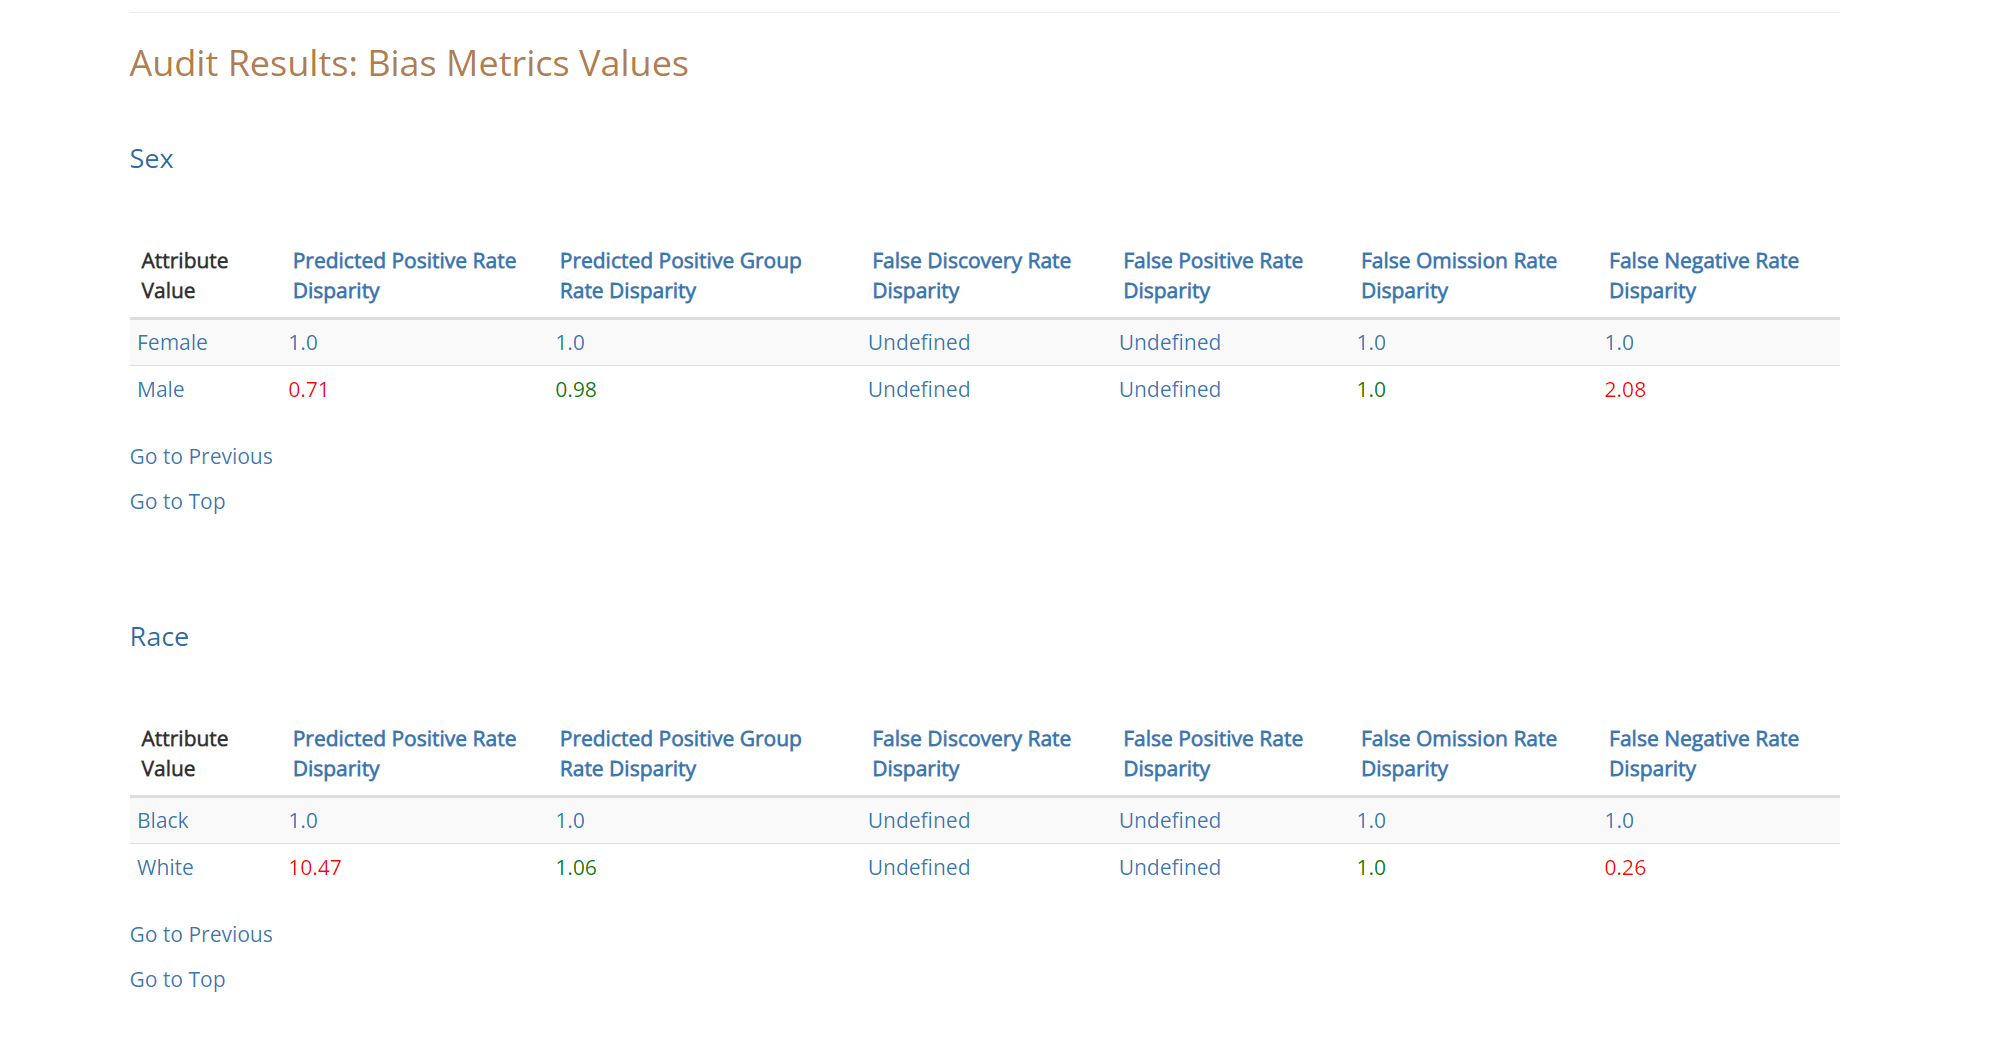 Audit Results: Bias Metrics Values
Sex
Attribute Value Predicted Positive Rate Disparity Predicted Positive Group Rate Disparity False Discovery Rate Disparity False Positive Rate Disparity False Omission Rate Disparity False Negative Rate Disparity
Female 1.0 1.0 Undefined Undefined 1.0 1.0
Male 0.71 0.98 Undefined Undefined 1.0 2.08
Go to Previous
Go to Top
Race
Attribute Value Predicted Positive Rate Disparity Predicted Positive Group Rate Disparity False Discovery Rate Disparity False Positive Rate Disparity False Omission Rate Disparity False Negative Rate Disparity
Black 1.0 1.0 Undefined Undefined 1.0 1.0
White 10.47 1.06 Undefined Undefined 1.0 0.26
Go to Previous
Go to Top